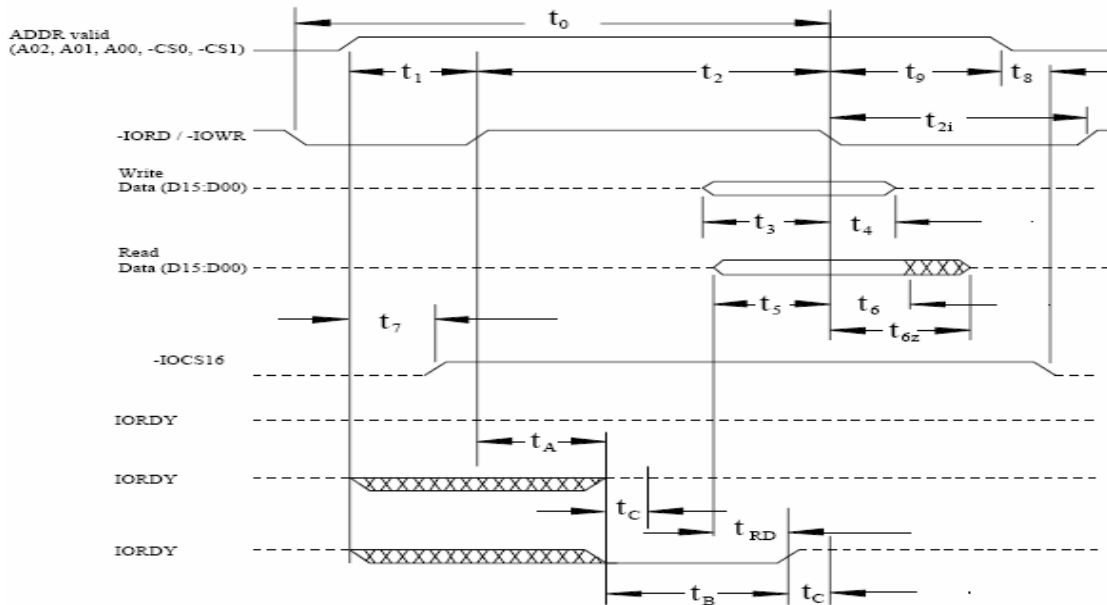 t0
ADDR valid
(A02, A01, A00, -CS0, -CS1)
t1
t2
t9
t8
t2i
-IORD / -IOWR
Write
Data (D15:D00)
t3
t4
Read
Data (D15:D00)
t5
t6
t7
t6z
-IOCS16
IORDY
tA
IORDY
tC
tRD
IORDY
tB
tC